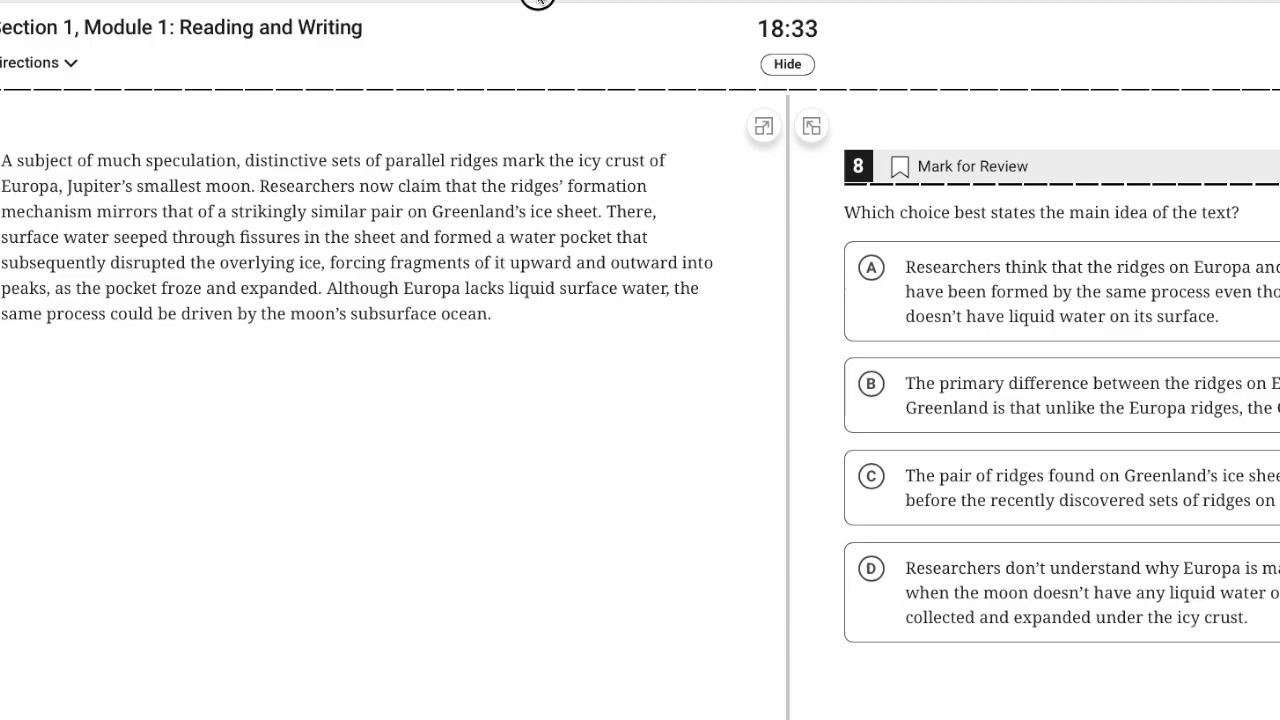 ection 1, Module 1: Reading and Writing
18:33
irections
Hide
A subject of much speculation, distinctive sets of parallel ridges mark the icy crust of
Europa, Jupiter’s smallest moon. Researchers now claim that the ridges’ formation
mechanism mirrors that of a strikingly similar pair on Greenland’s ice sheet. There,
surface water seeped through fissures in the sheet and formed a water pocket that
subsequently disrupted the overlying ice, forcing fragments of it upward and outward into
peaks, as the pocket froze and expanded. Although Europa lacks liquid surface water, the
same process could be driven by the moon’s subsurface ocean.
8 Mark for Review
Which choice best states the main idea of the text?
A Researchers think that the ridges on Europa and
have been formed by the same process even tho
doesn’t have liquid water on its surface.
B The primary difference between the ridges on E
Greenland is that unlike the Europa ridges, the
C The pair of ridges found on Greenland’s ice shee
before the recently discovered sets of ridges on
D Researchers don’t understand why Europa is ma
when the moon doesn’t have any liquid water o
collected and expanded under the icy crust.